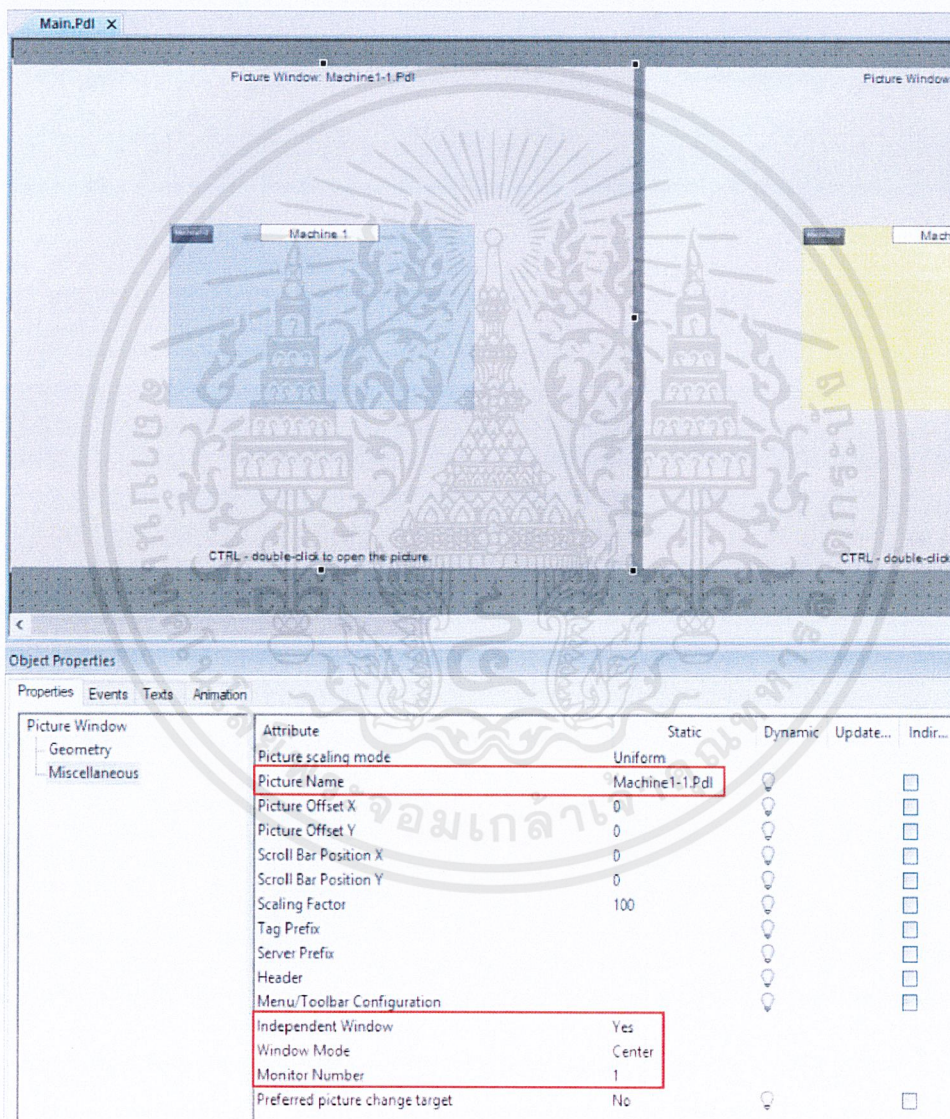 Main.Pdl X
Picture Window: Machine1-1.Pdl
Picture Window
Machine 1
Mach
CTRL - double-click to open the picture.
CTRL - double-click
Object Properties
Properties Events Texts Animation
Picture Window
Geometry
Miscellaneous
Attribute Static Dynamic Update... Indir...
Picture scaling mode Uniform
Picture Name Machine1-1.Pdl
Picture Offset X 0
Picture Offset Y 0
Scroll Bar Position X 0
Scroll Bar Position Y 0
Scaling Factor 100
Tag Prefix
Server Prefix
Header
Menu/Toolbar Configuration
Independent Window Yes
Window Mode Center
Monitor Number 1
Preferred picture change target No